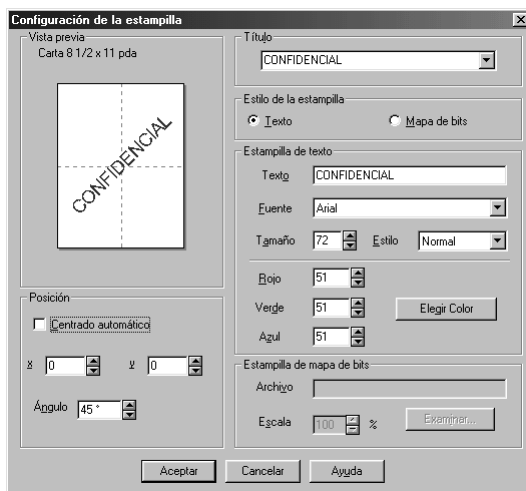 Configuración de la estampilla
Vista previa
Carta 8 1/2 x 11 pda
CONFIDENCIAL
Posición
Centrado automático
x 0 y 0
Ángulo 45 °
Título
CONFIDENCIAL
Estilo de la estampilla
Texto Mapa de bits
Estampilla de texto
Texto CONFIDENCIAL
Fuente Arial
Tamaño 72 Estilo Normal
Rojo 51
Verde 51 Elegir Color
Azul 51
Estampilla de mapa de bits
Archivo
Escala 100 % Examinar...
Aceptar Cancelar Ayuda